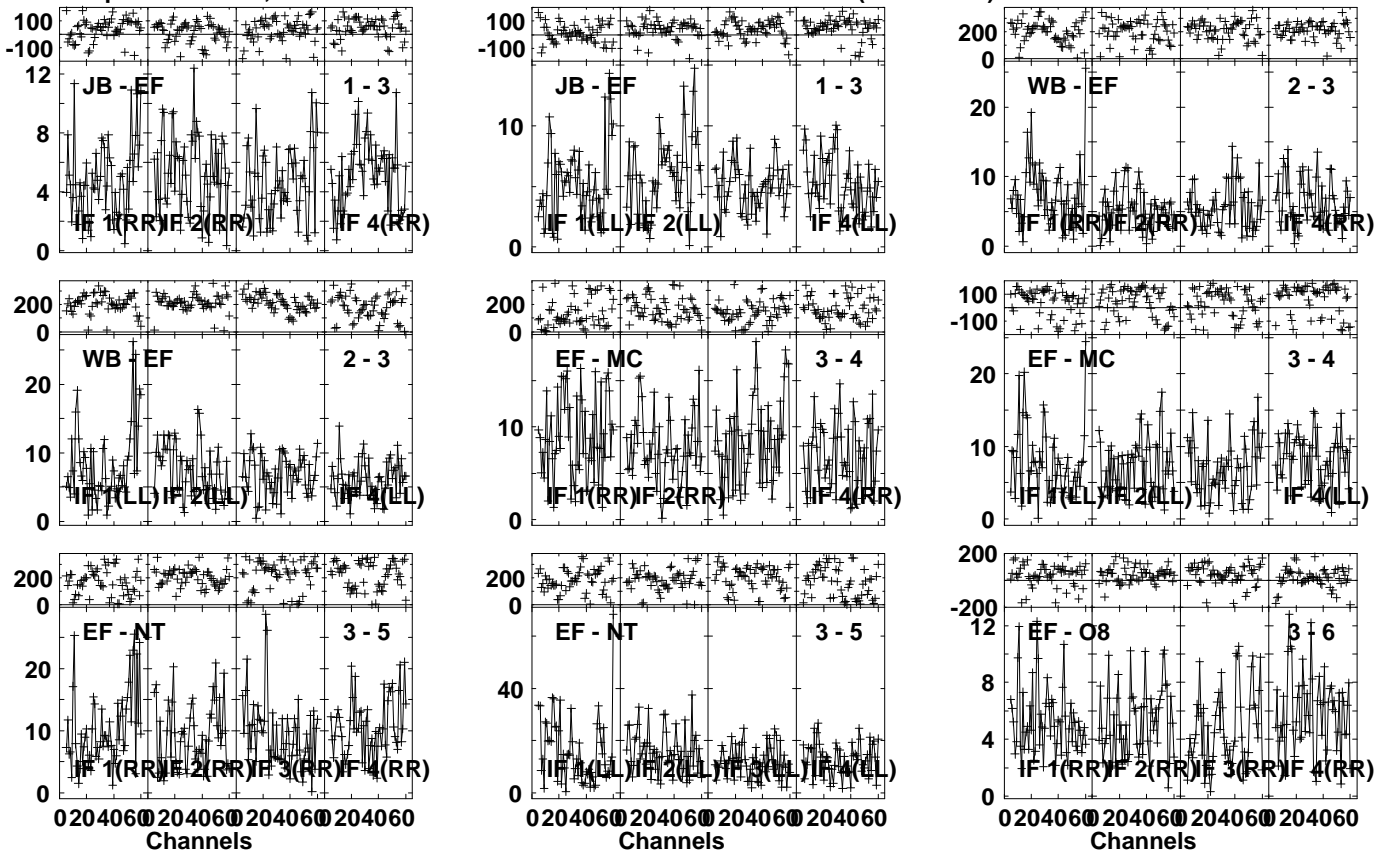 100
-100
12
8
4
0
JB - EF 1 - 3
IF 1(RR) IF 2(RR) IF 4(RR)
100
-100
10
0
JB - EF 1 - 3
IF 1(LL) IF 2(LL) IF 4(LL)
200
0
20
10
0
WB - EF 2 - 3
IF 1(RR) IF 2(RR) IF 4(RR)
200
0
20
10
0
WB - EF 2 - 3
IF 1(LL) IF 2(LL) IF 4(LL)
200
0
10
0
EF - MC 3 - 4
IF 1(RR) IF 2(RR) IF 4(RR)
100
-100
20
10
0
EF - MC 3 - 4
IF 1(LL) IF 2(LL) IF 4(LL)
200
0
20
10
0
EF - NT 3 - 5
IF 1(RR) IF 2(RR) IF 3(RR) IF 4(RR)
0 20 40 60 0 20 40 60 0 20 40 60 0 20 40 60
Channels
200
0
40
20
0
EF - NT 3 - 5
IF 1(LL) IF 2(LL) IF 3(LL) IF 4(LL)
0 20 40 60 0 20 40 60 0 20 40 60 0 20 40 60
Channels
200
-200
12
8
4
0
EF - O8 3 - 6
IF 1(RR) IF 2(RR) IF 3(RR) IF 4(RR)
0 20 40 60 0 20 40 60 0 20 40 60 0 20 40 60
Channels